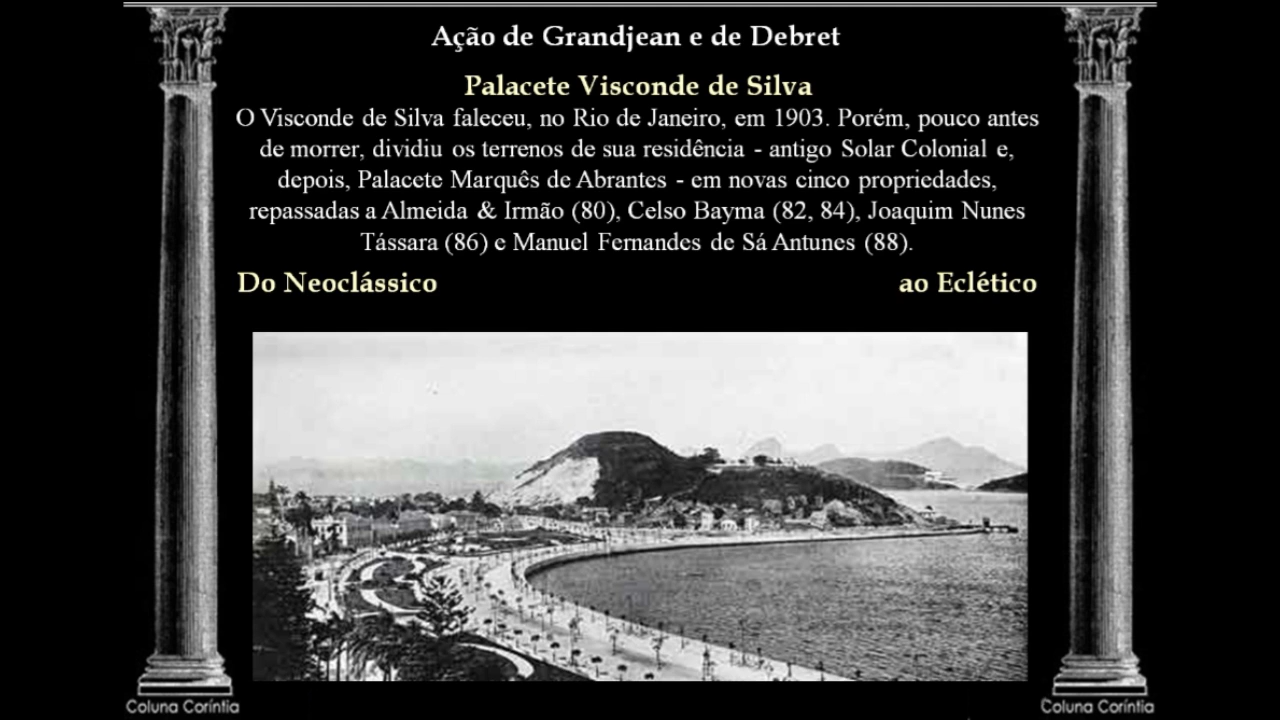 Ação de Grandjean e de Debret
Palacete Visconde de Silva
O Visconde de Silva faleceu, no Rio de Janeiro, em 1903. Porém, pouco antes
de morrer, dividiu os terrenos de sua residência - antigo Solar Colonial e,
depois, Palacete Marquês de Abrantes - em novas cinco propriedades,
repassadas a Almeida & Irmão (80), Celso Bayma (82, 84), Joaquim Nunes
Tássara (86) e Manuel Fernandes de Sá Antunes (88).
Do Neoclássico ao Eclético
Coluna Coríntia Coluna Coríntia